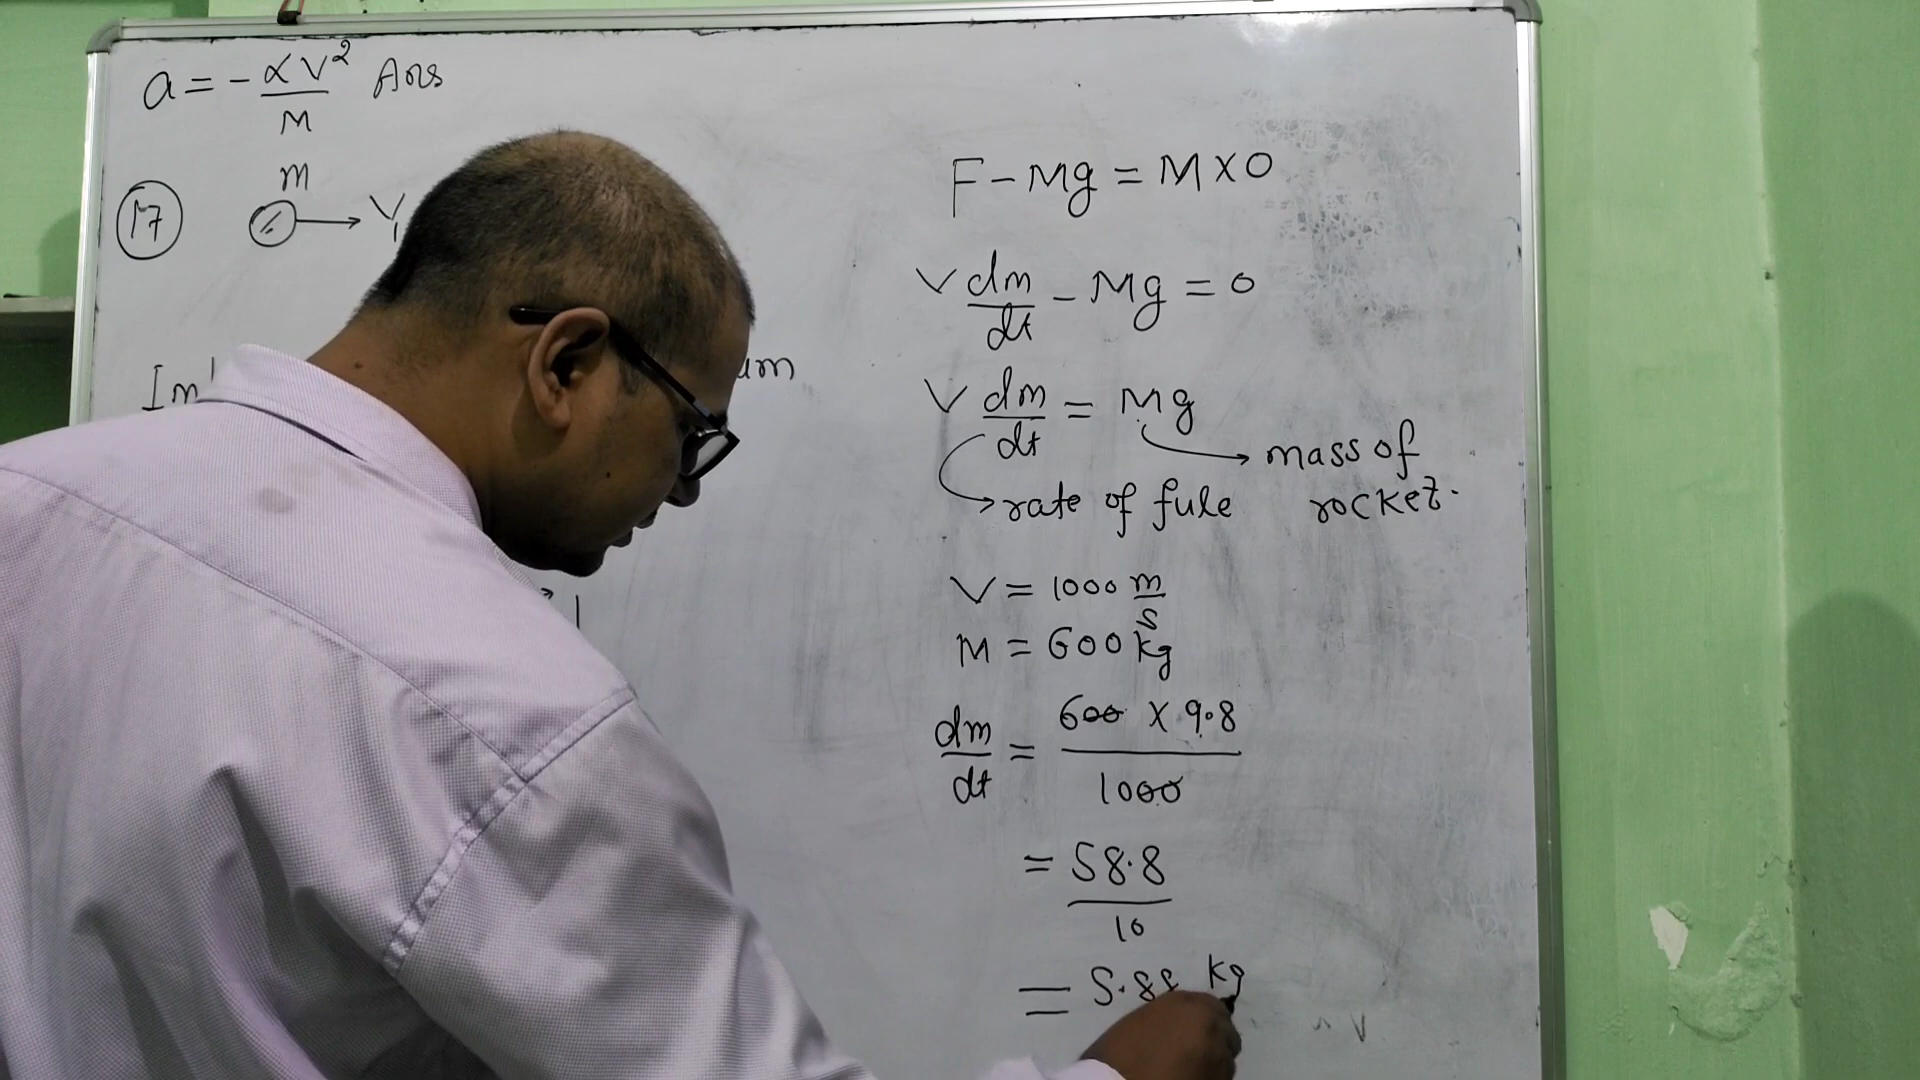 a = - αV² Ans
M
m
17 V₁
F - Mg = M X 0
V dm/dt - Mg = 0
V dm/dt = Mg
mass of
rocket.
rate of fule
V = 1000 m/s
M = 600 kg
dm/dt = 600 X 9.8
1000
= 58.8
10
= 5.88 kg